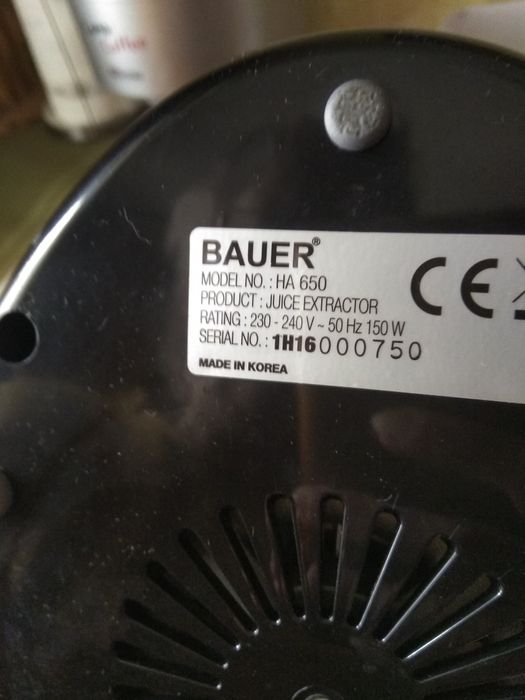 BAUER®
MODEL NO. : HA 650
PRODUCT : JUICE EXTRACTOR
RATING : 230 - 240 V ~ 50 Hz 150 W
SERIAL NO. : 1H16000750
MADE IN KOREA
CE